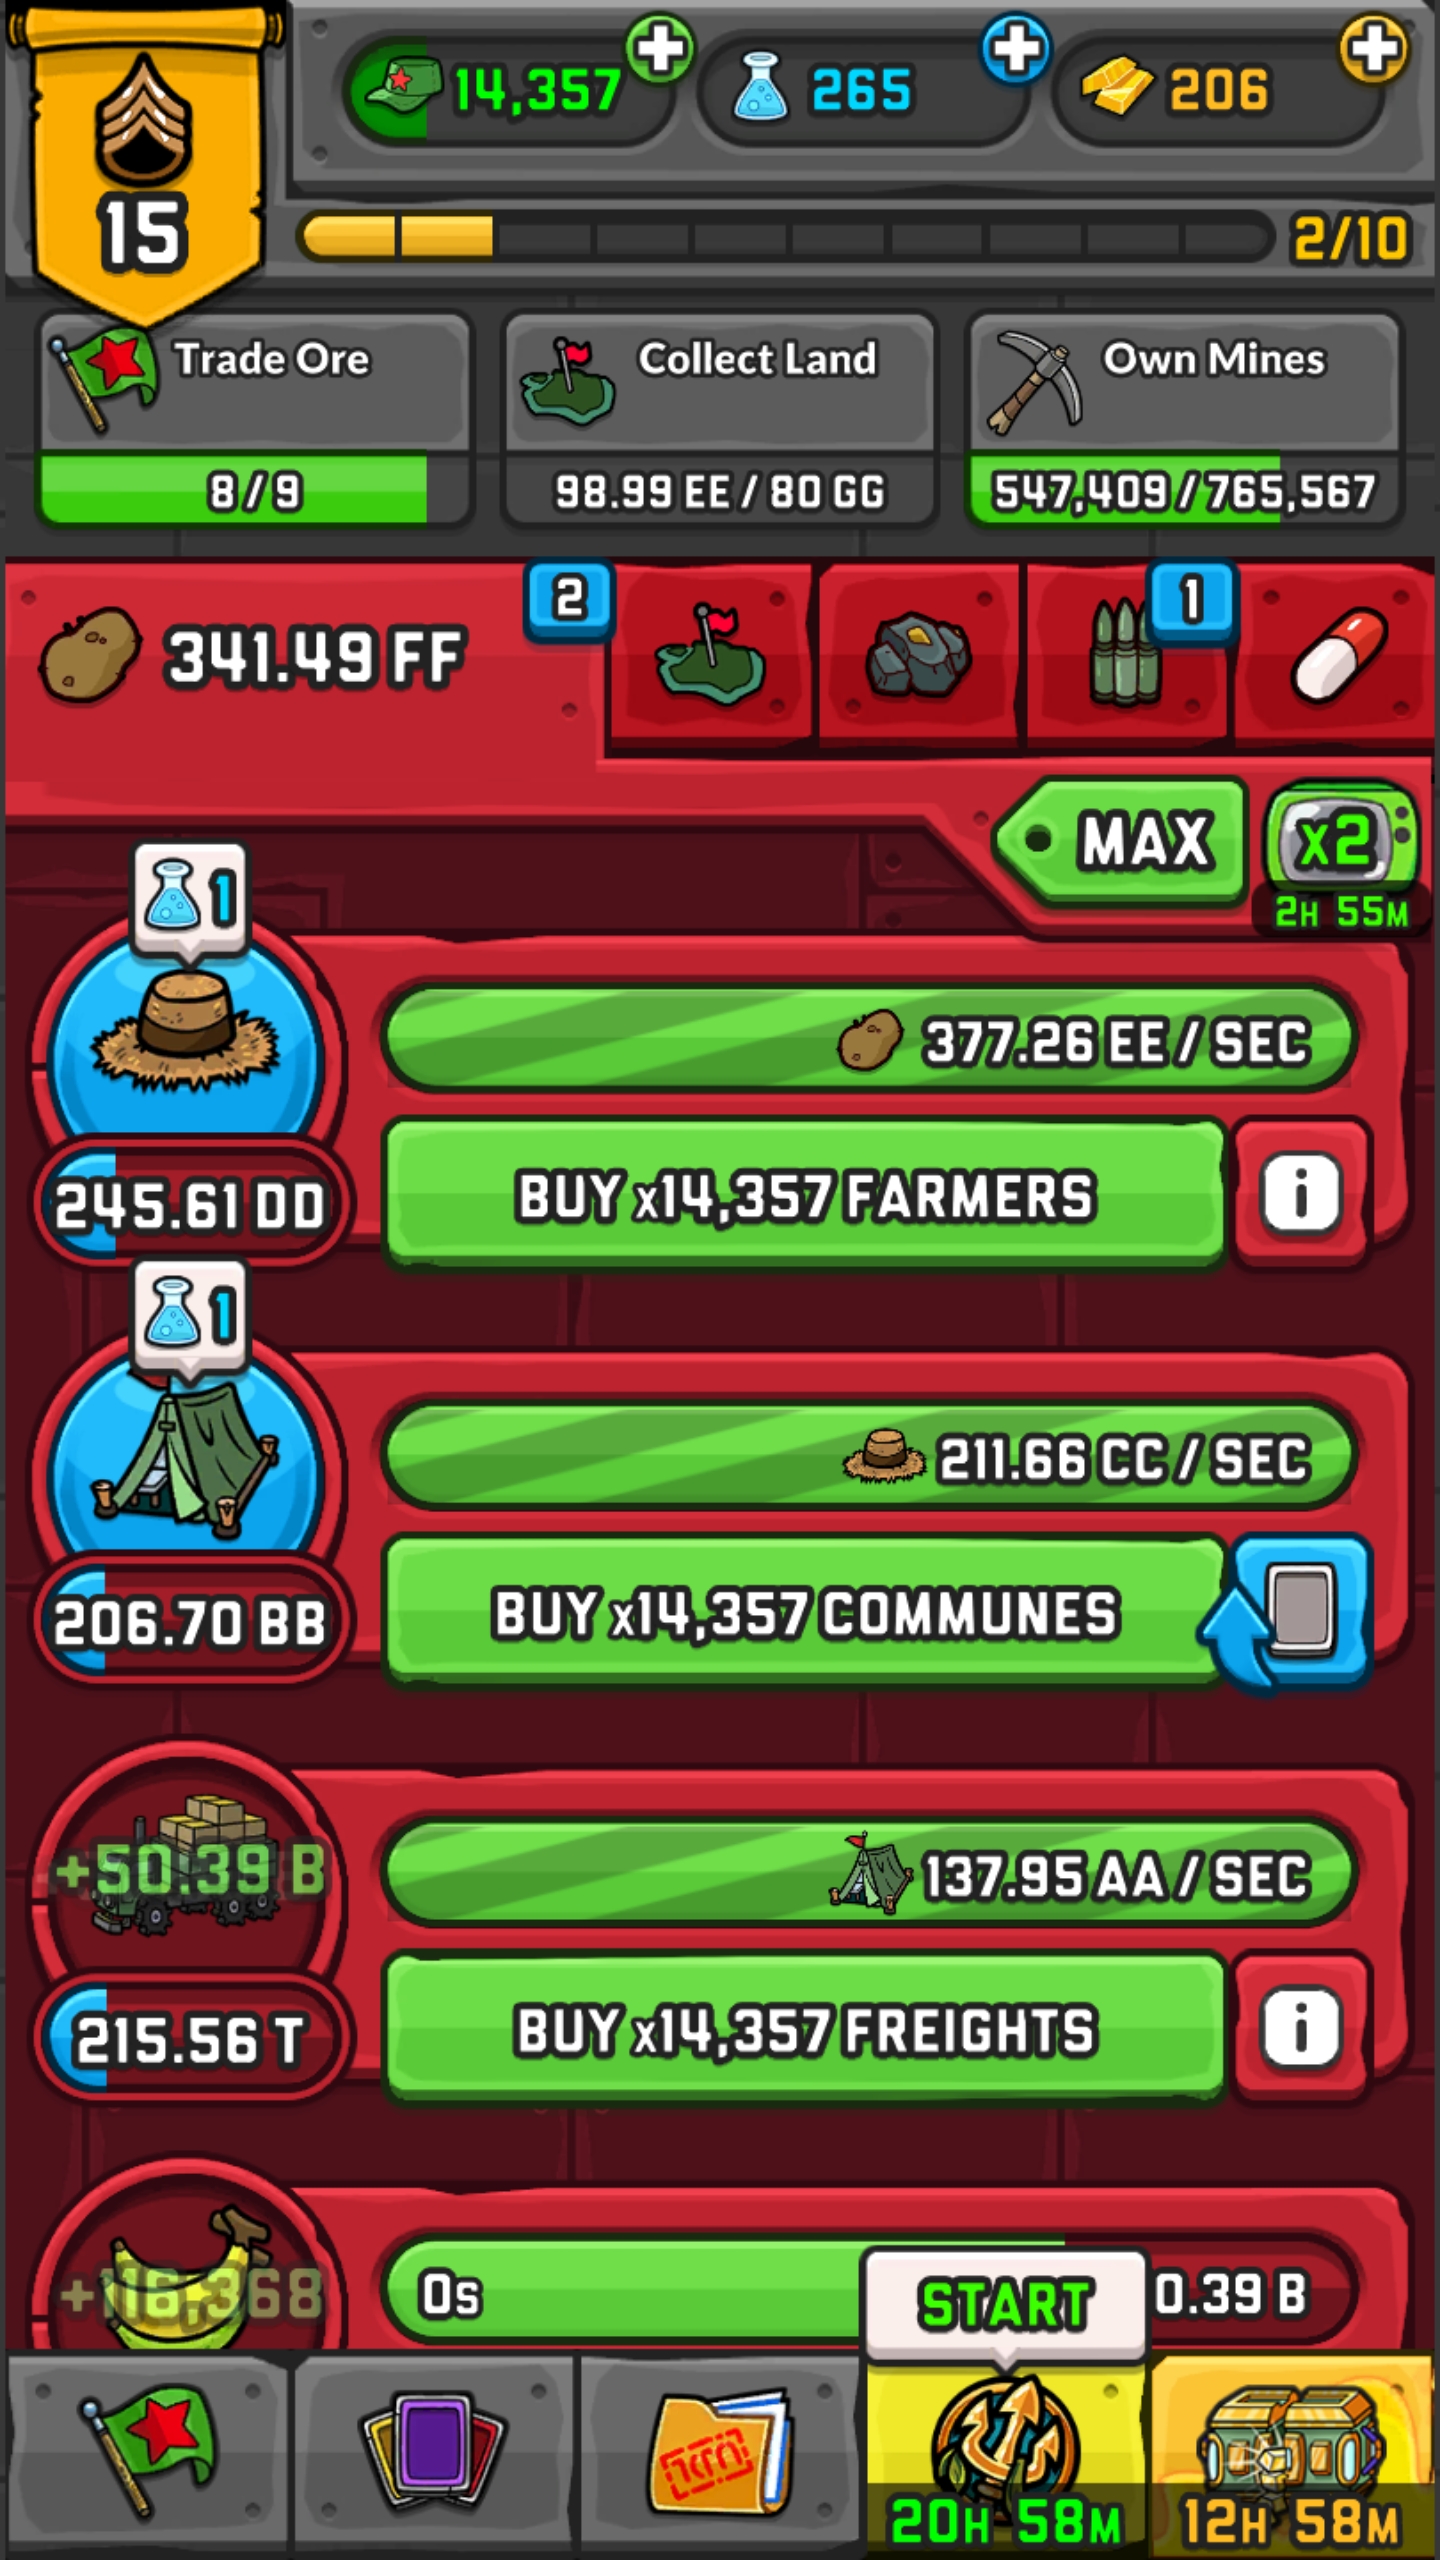 14,357
265
206
15
2/10
Trade Ore
8/9
Collect Land
98.99 EE / 80 GG
Own Mines
547,409 / 765,567
341.49 FF
2
1
MAX
x2
2H 55M
1
377.26 EE / SEC
245.61 DD
BUY x14,357 FARMERS
i
1
211.66 CC / SEC
206.70 BB
BUY x14,357 COMMUNES
+50.39 B
137.95 AA / SEC
215.56 T
BUY x14,357 FREIGHTS
i
+116,368
0s
0.39 B
START
20H 58M
12H 58M